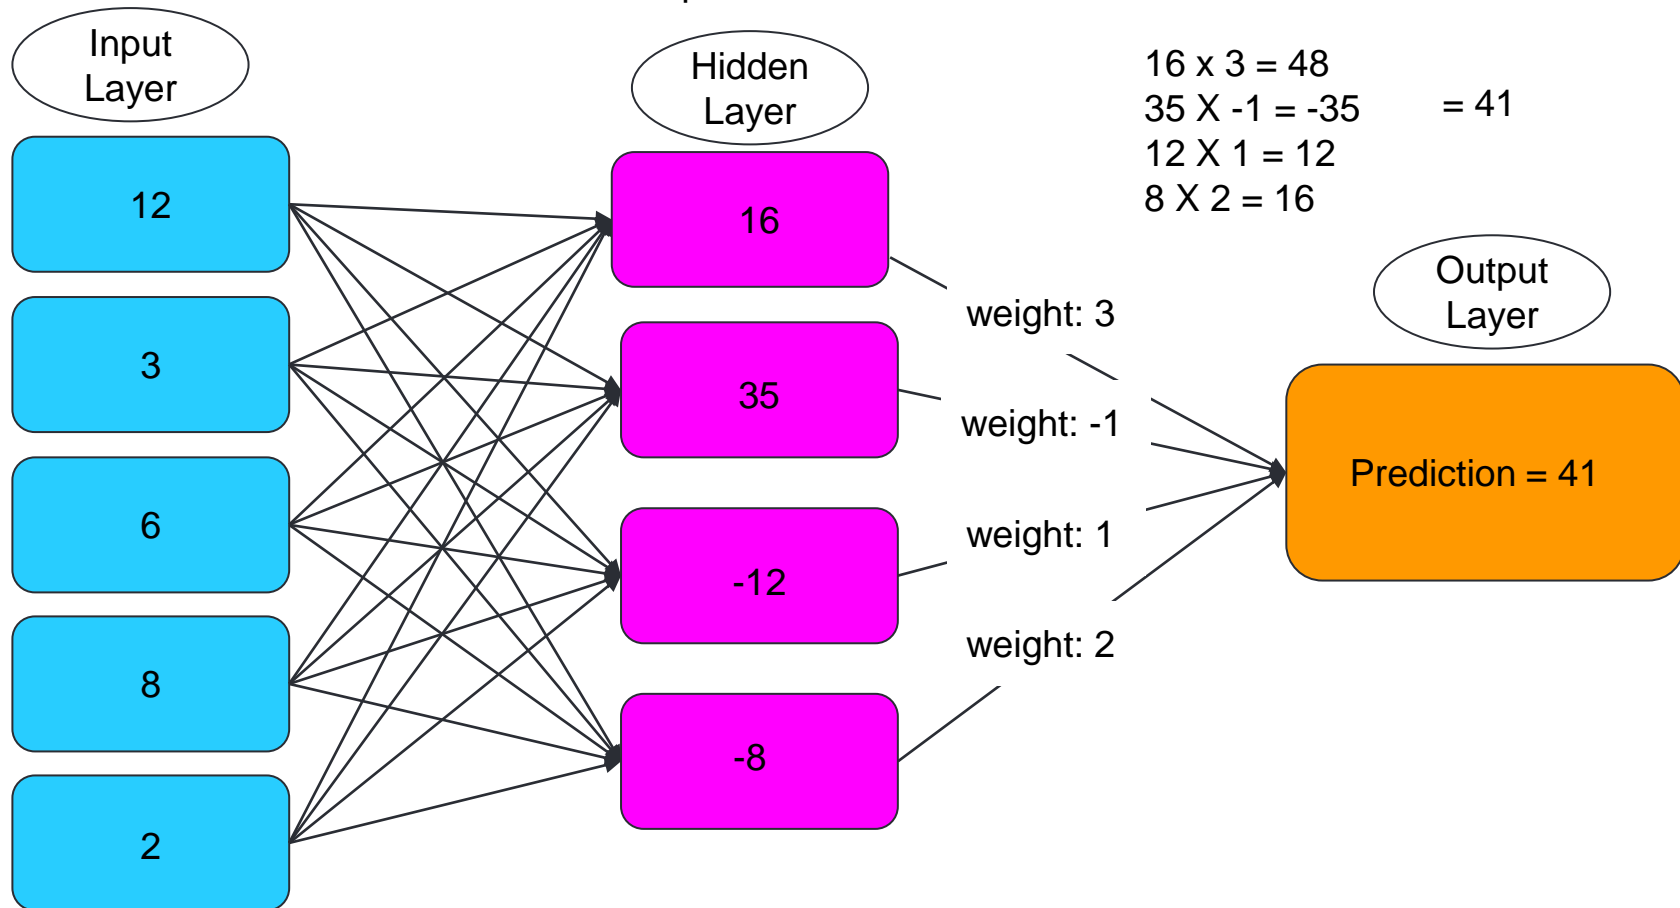 Input
Layer
Hidden
Layer
16 x 3 = 48
35 X -1 = -35
= 41
12 X 1 = 12
8 X 2 = 16
12
3
6
8
2
16
35
-12
-8
weight: 3
weight: -1
weight: 1
weight: 2
Output
Layer
Prediction = 41